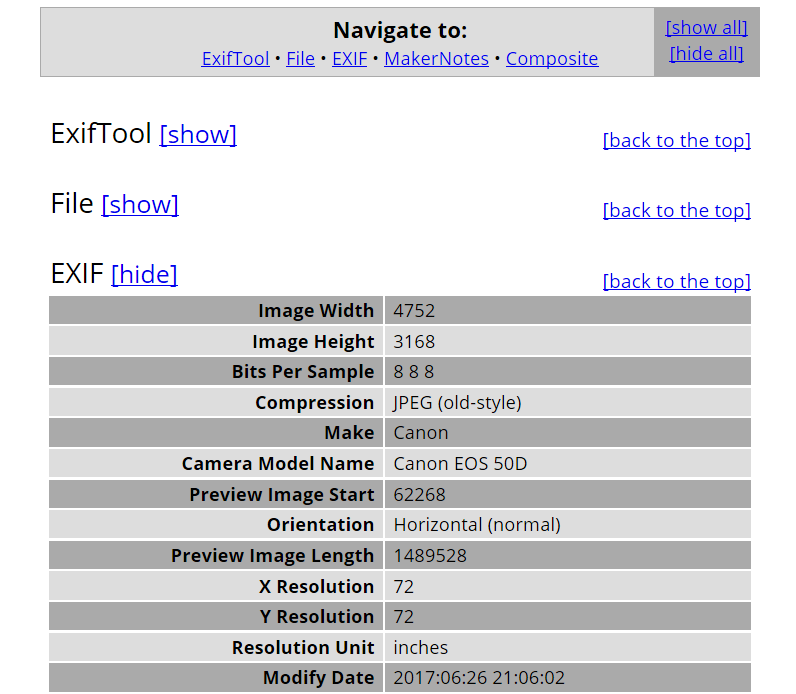 Navigate to:
ExifTool • File • EXIF • MakerNotes • Composite
[show all]
[hide all]
ExifTool [show]
[back to the top]
File [show]
[back to the top]
EXIF [hide]
[back to the top]
Image Width 4752
Image Height 3168
Bits Per Sample 8 8 8
Compression JPEG (old-style)
Make Canon
Camera Model Name Canon EOS 50D
Preview Image Start 62268
Orientation Horizontal (normal)
Preview Image Length 1489528
X Resolution 72
Y Resolution 72
Resolution Unit inches
Modify Date 2017:06:26 21:06:02